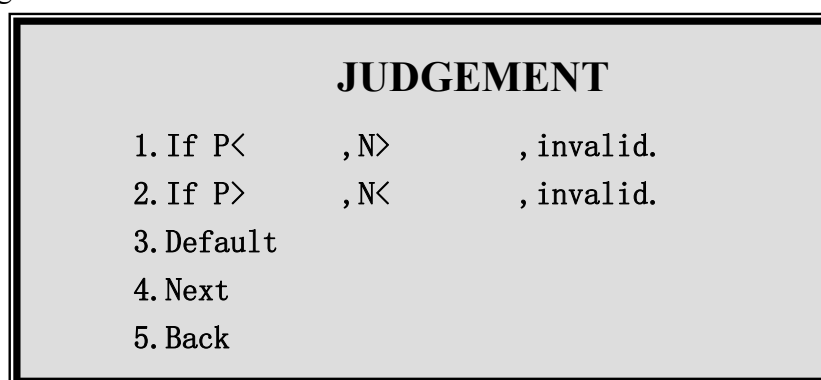 JUDGEMENT
1.If P<      ,N>       ,invalid.
2.If P>      ,N<       ,invalid.
3.Default
4.Next
5.Back